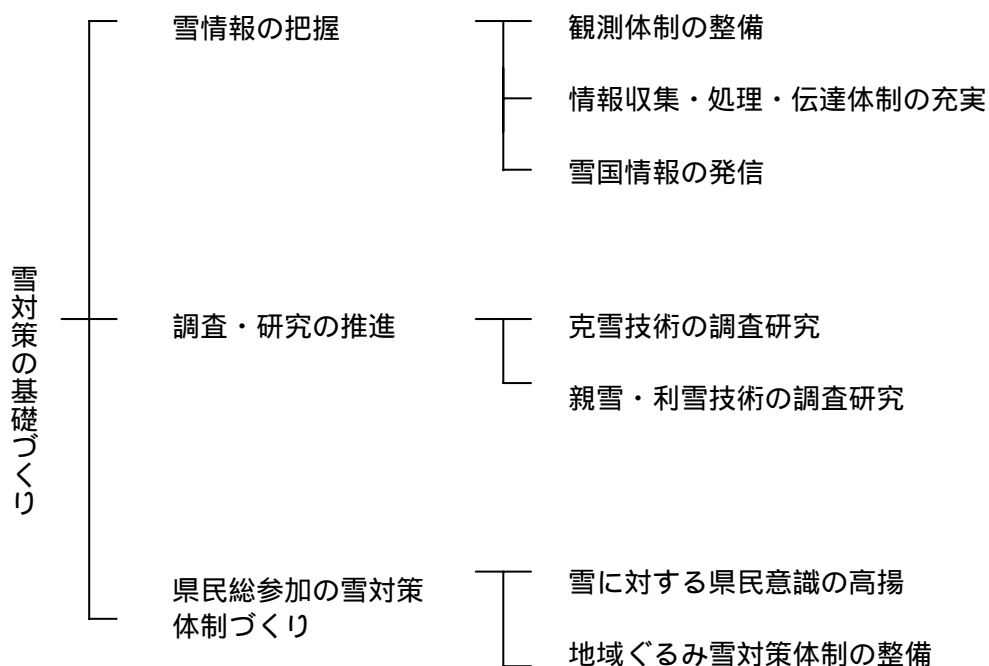 雪対策の基礎づくり
雪情報の把握
観測体制の整備
情報収集・処理・伝達体制の充実
雪国情報の発信
調査・研究の推進
克雪技術の調査研究
親雪・利雪技術の調査研究
県民総参加の雪対策
体制づくり
雪に対する県民意識の高揚
地域ぐるみ雪対策体制の整備